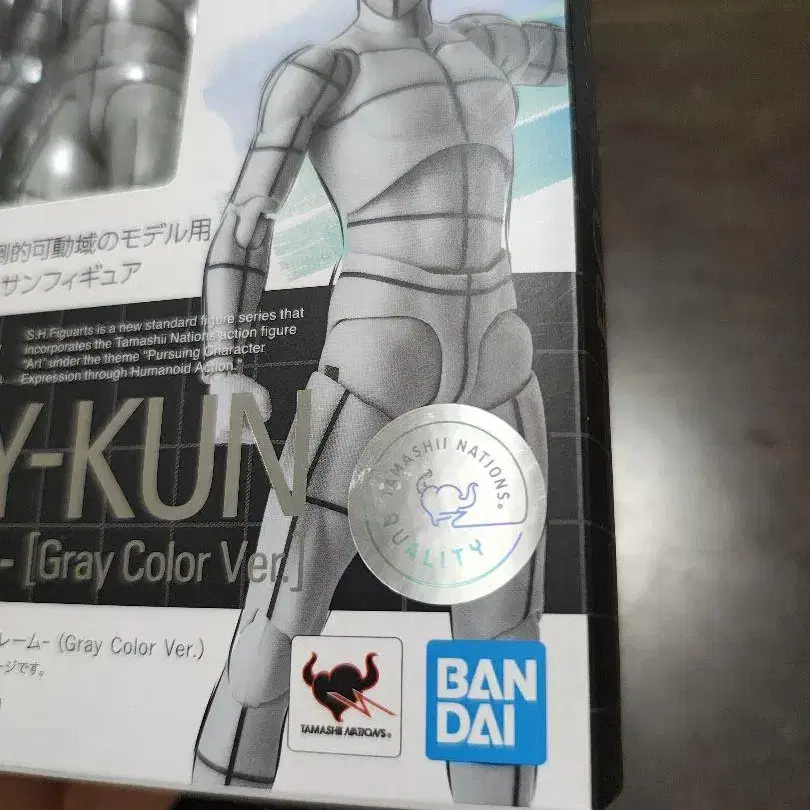 倒的可動域のモデル用
サンフィギュア
S.H.Figuarts is a new standard figure series that
incorporates the Tamashii Nations action figure
"Art" under the theme "Pursuing Character
Expression through Humanoid Action."
Y-KUN
- [Gray Color Ver.]
TAMASHII NATIONS®
QUALITY
レーム- (Gray Color Ver.)
ージです。
TAMASHII NATIONS®
BAN
DAI